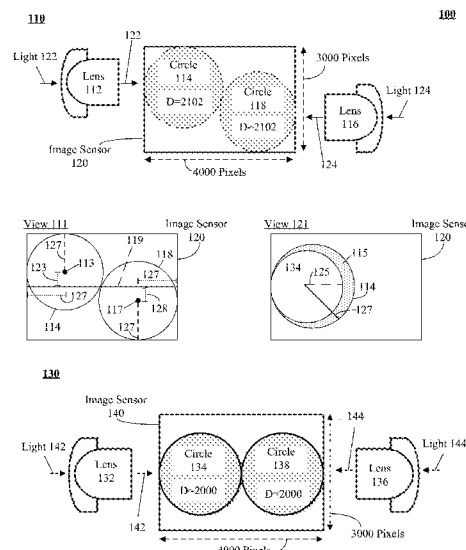 110
100
122
3000 Pixels
Light 122
Lens
112
Circle
114
D=2102
Circle
118
D~2102
Light 124
Lens
116
124
Image Sensor
120
4000 Pixels
View 111
Image Sensor
120
119
118
127
113
127
123
127
114
117
127
128
View 121
Image Sensor
120
115
134
125
114
127
130
Image Sensor
140
144
Light 142
Lens
132
142
Circle
134
D~2000
Circle
138
D=2000
Lens
136
Light 144
3000 Pixels
4000 Pixels